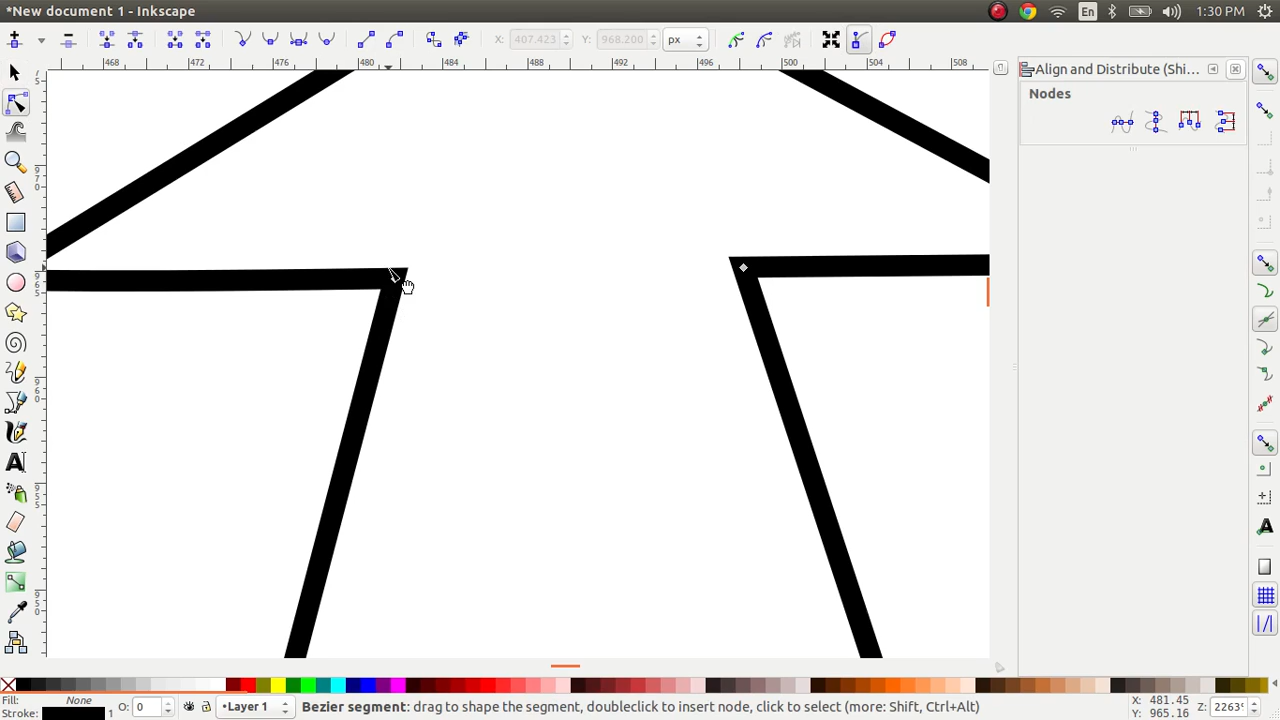 *New document 1 - Inkscape
En
1:30 PM
X: 407.423 Y: 968.200 px
Align and Distribute (Shi...
Nodes
468 472 476 480 484 488 492 496 500 504 508
Fill: None
Stroke: 1
O: 0
•Layer 1
Bezier segment: drag to shape the segment, doubleclick to insert node, click to select (more: Shift, Ctrl+Alt)
X: 481.45
Y: 965.16
Z: